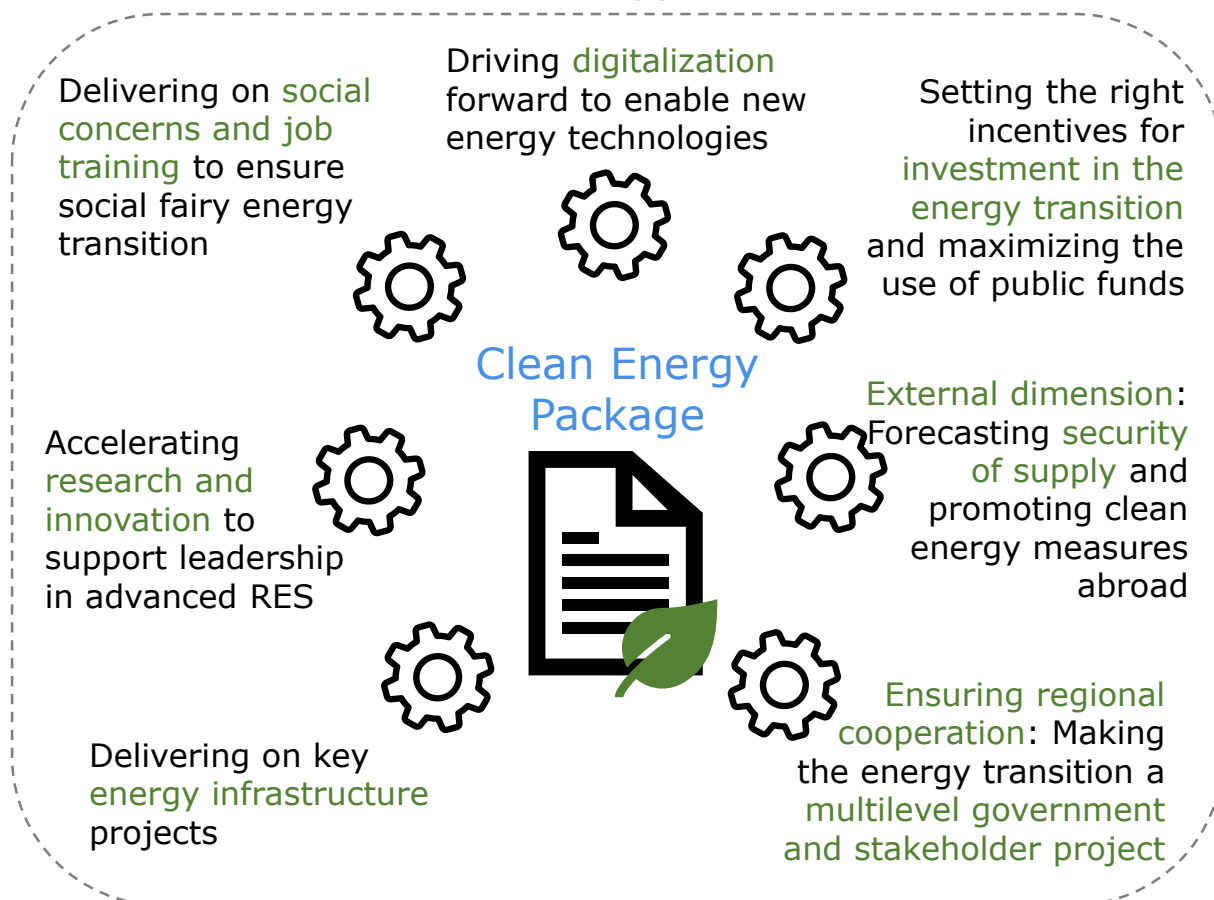 Delivering on social
concerns and job
training to ensure
social fairy energy
transition
Driving digitalization
forward to enable new
energy technologies
Setting the right
incentives for
investment in the
energy transition
and maximizing the
use of public funds
Clean Energy
Package
Accelerating
research and
innovation to
support leadership
in advanced RES
External dimension:
Forecasting security
of supply and
promoting clean
energy measures
abroad
Delivering on key
energy infrastructure
projects
Ensuring regional
cooperation: Making
the energy transition a
multilevel government
and stakeholder project